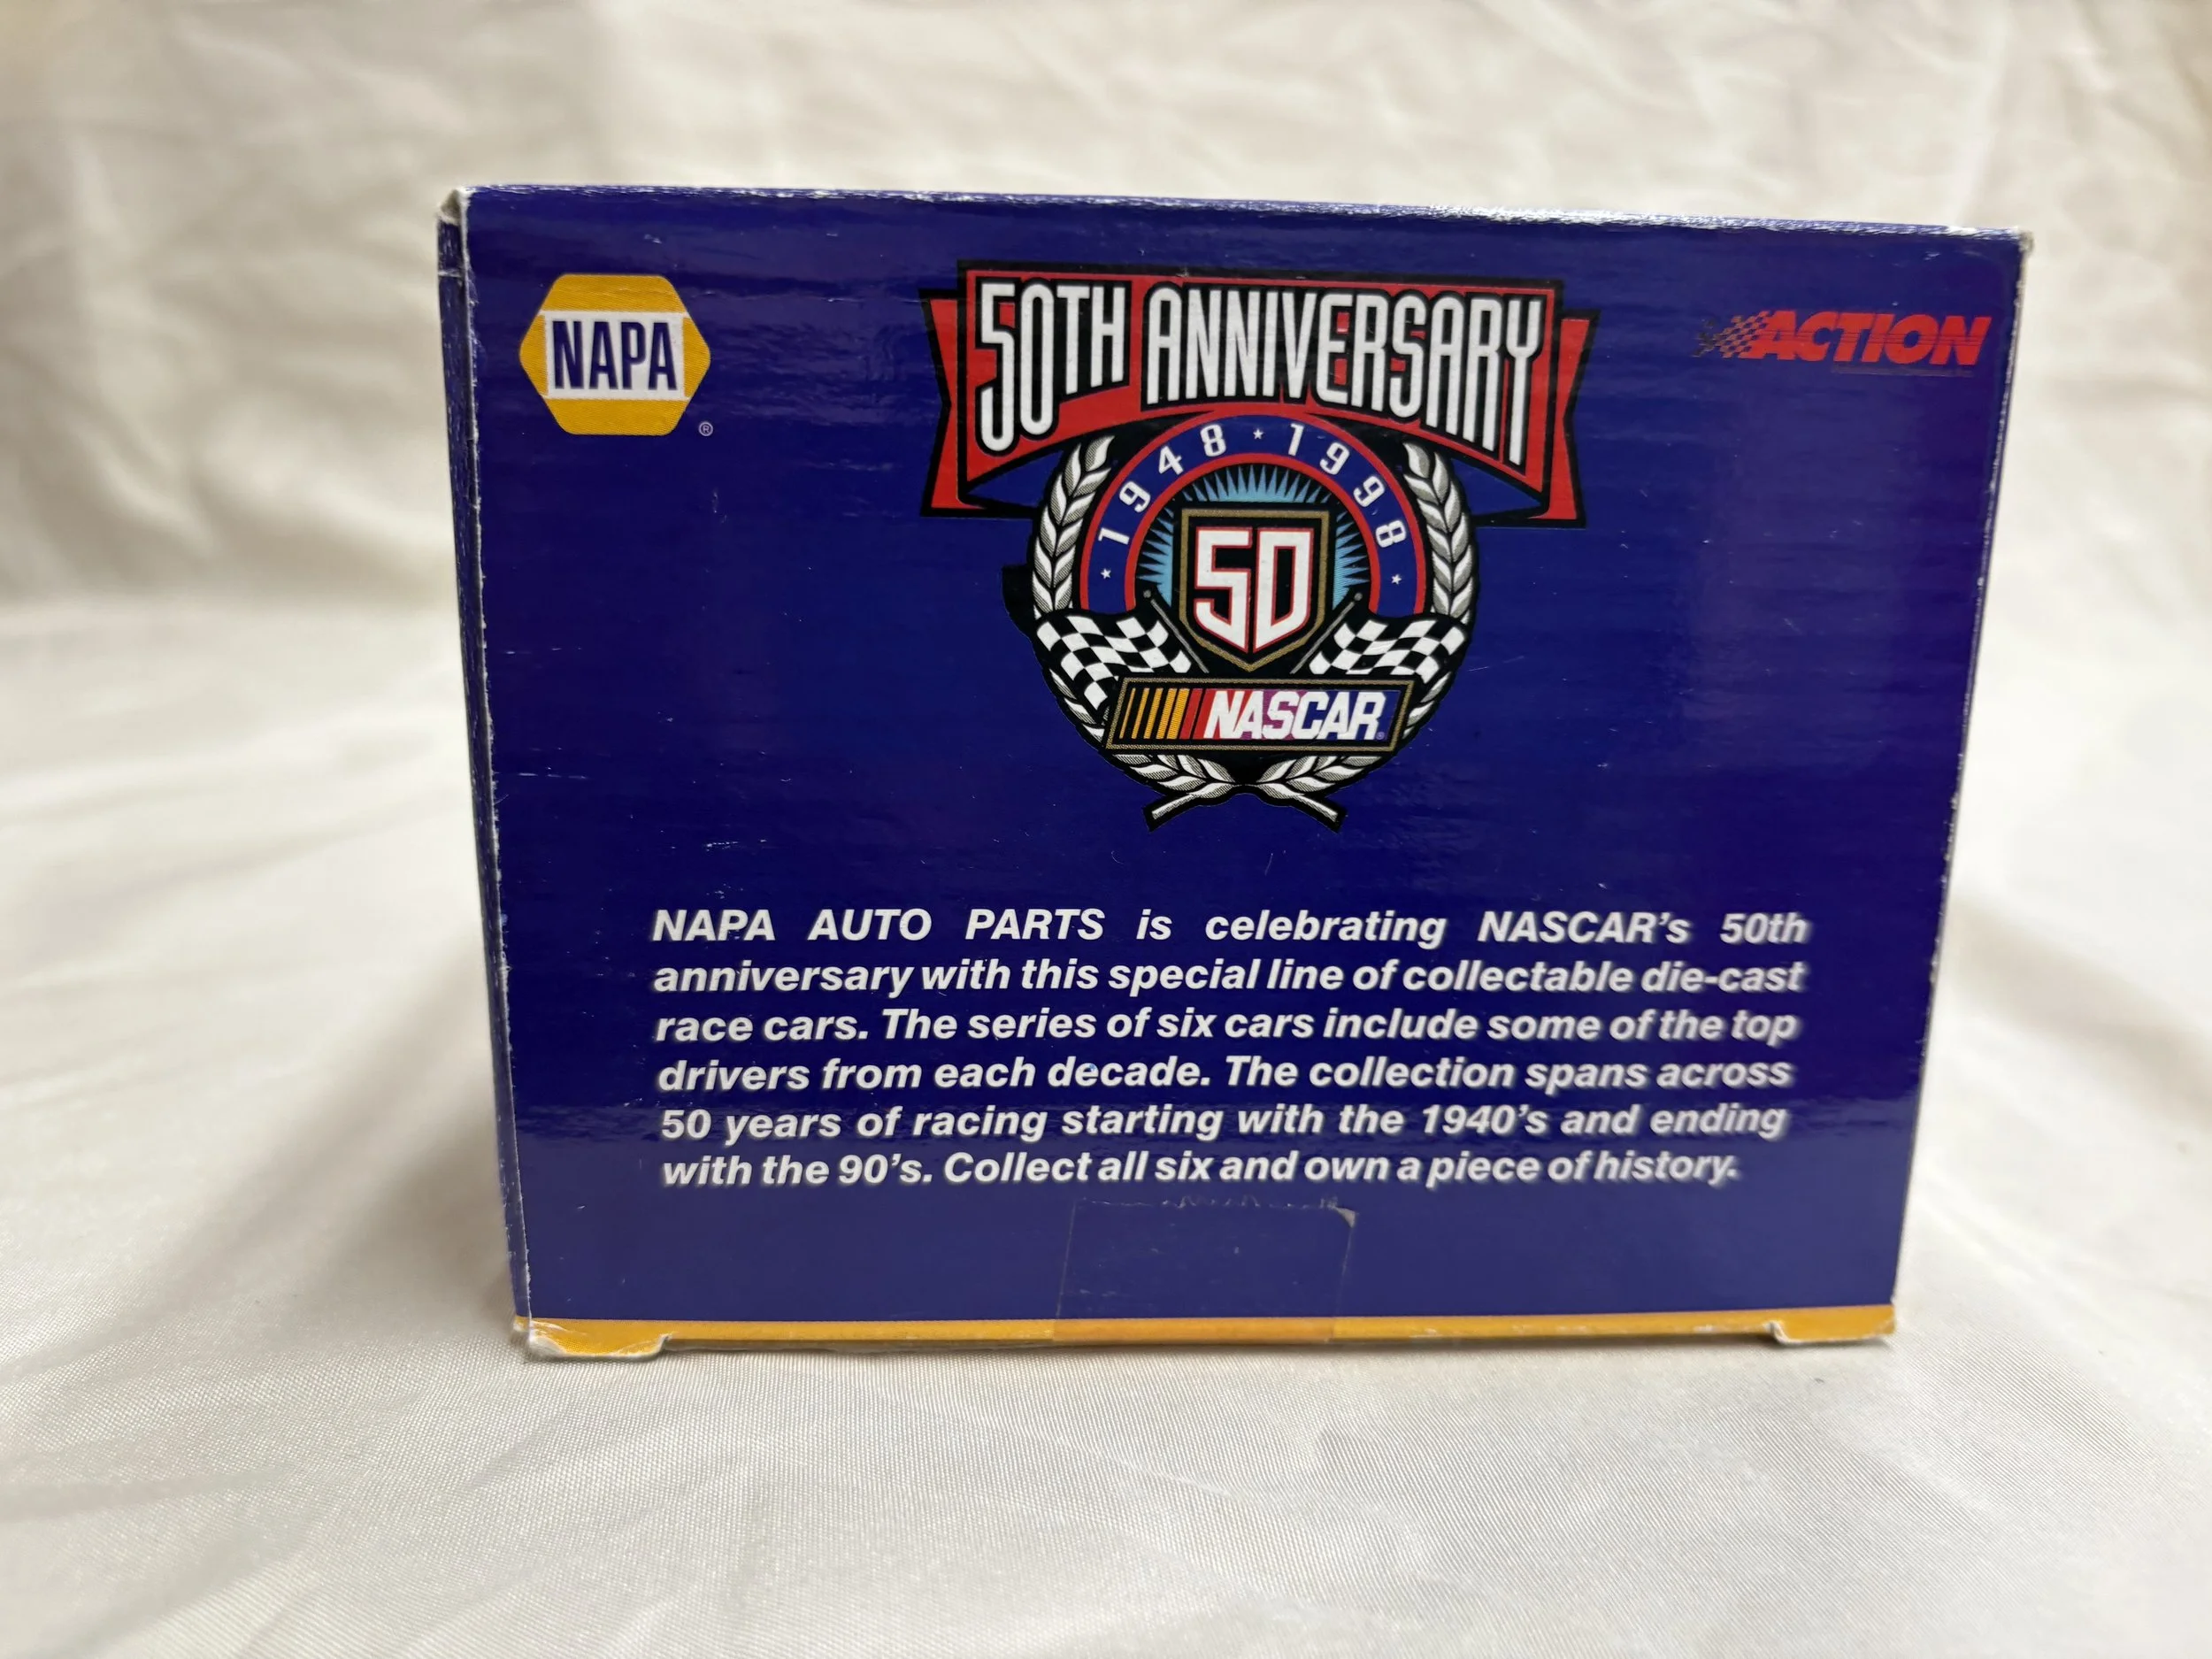 NAPA
®
50TH ANNIVERSARY
ACTION
1948 ★ 1998
50
NASCAR
NAPA AUTO PARTS is celebrating NASCAR's 50th
anniversary with this special line of collectable die-cast
race cars. The series of six cars include some of the top
drivers from each decade. The collection spans across
50 years of racing starting with the 1940's and ending
with the 90's. Collect all six and own a piece of history.